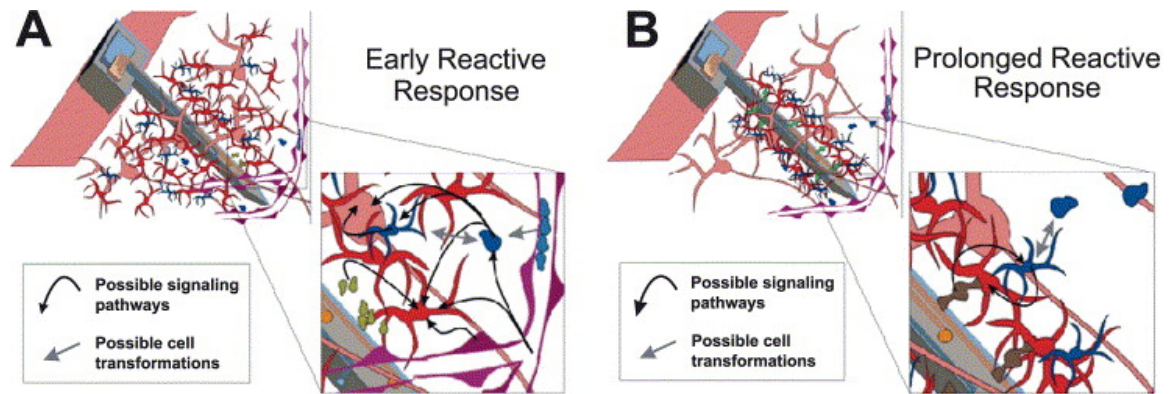 A
Early Reactive
Response
Possible signaling
pathways
Possible cell
transformations
B
Prolonged Reactive
Response
Possible signaling
pathways
Possible cell
transformations